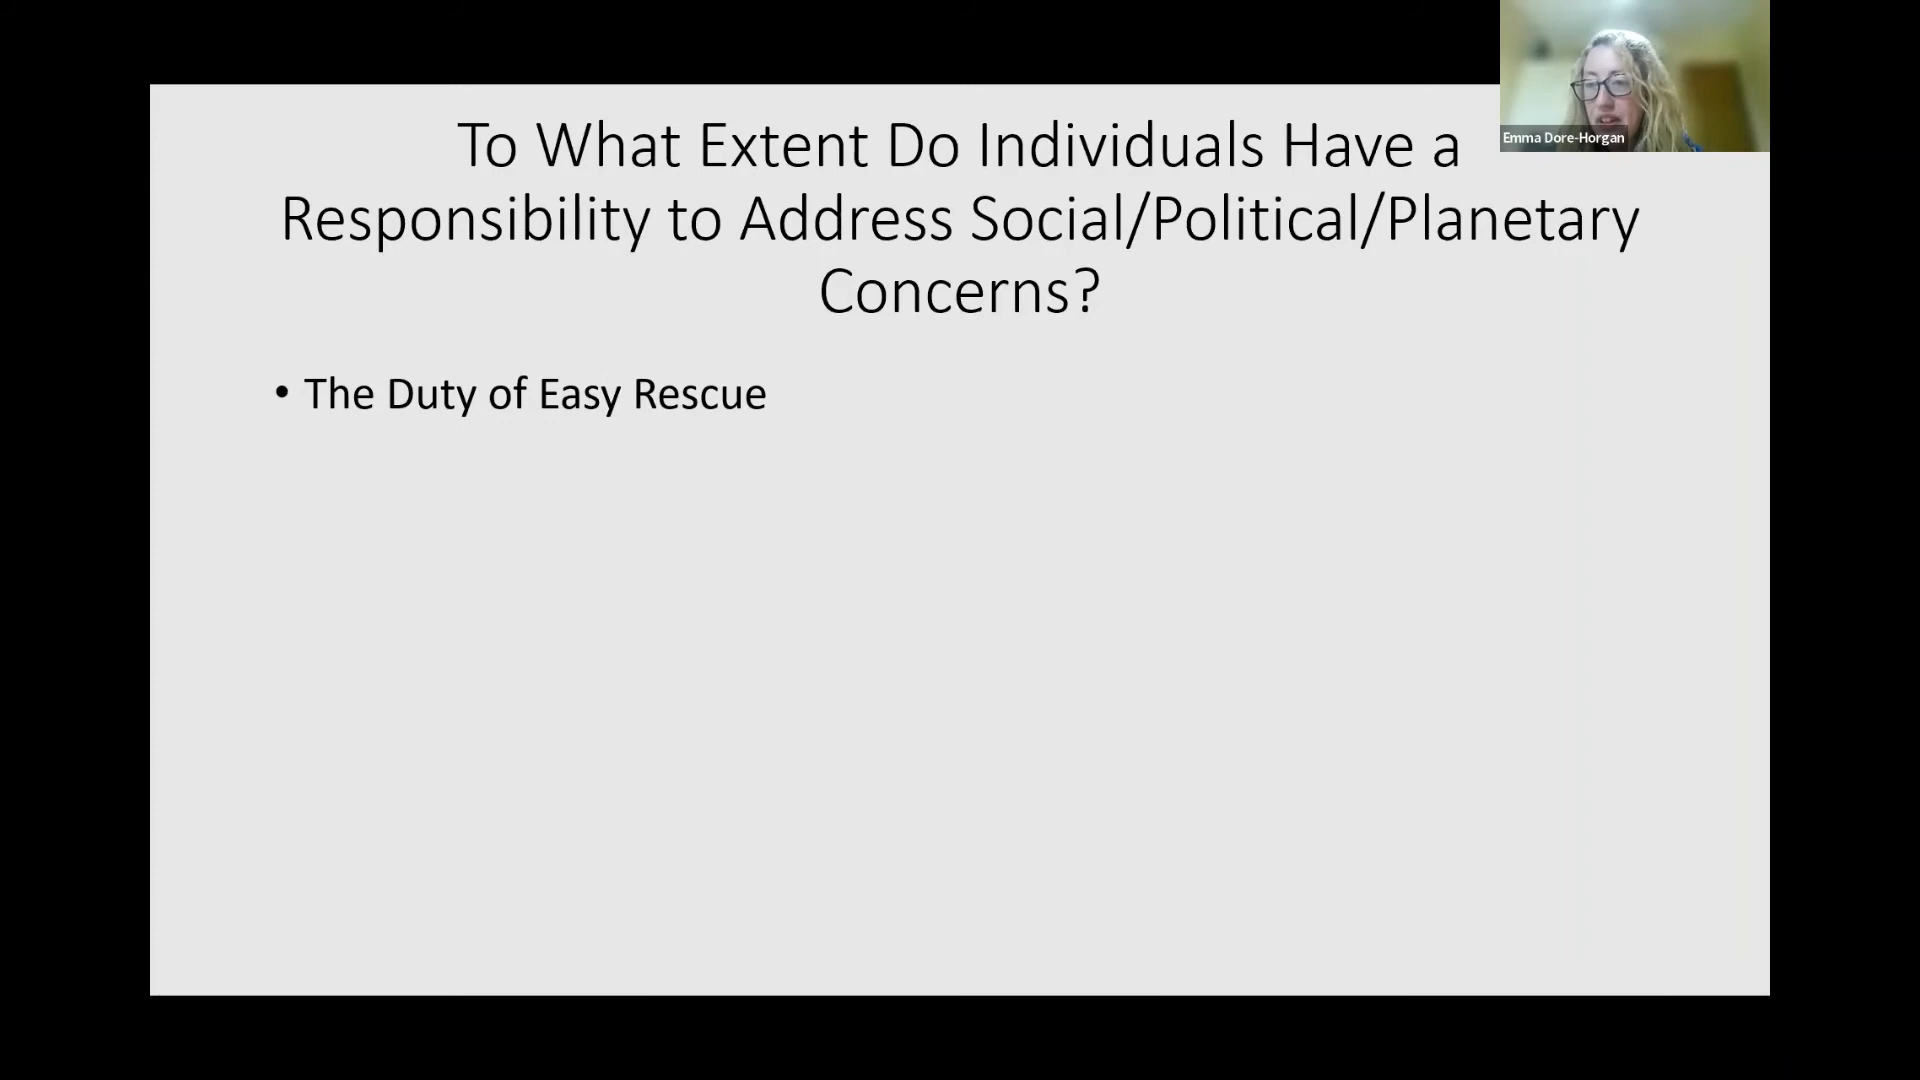 To What Extent Do Individuals Have a
Responsibility to Address Social/Political/Planetary
Concerns?
• The Duty of Easy Rescue
Emma Dore-Horgan